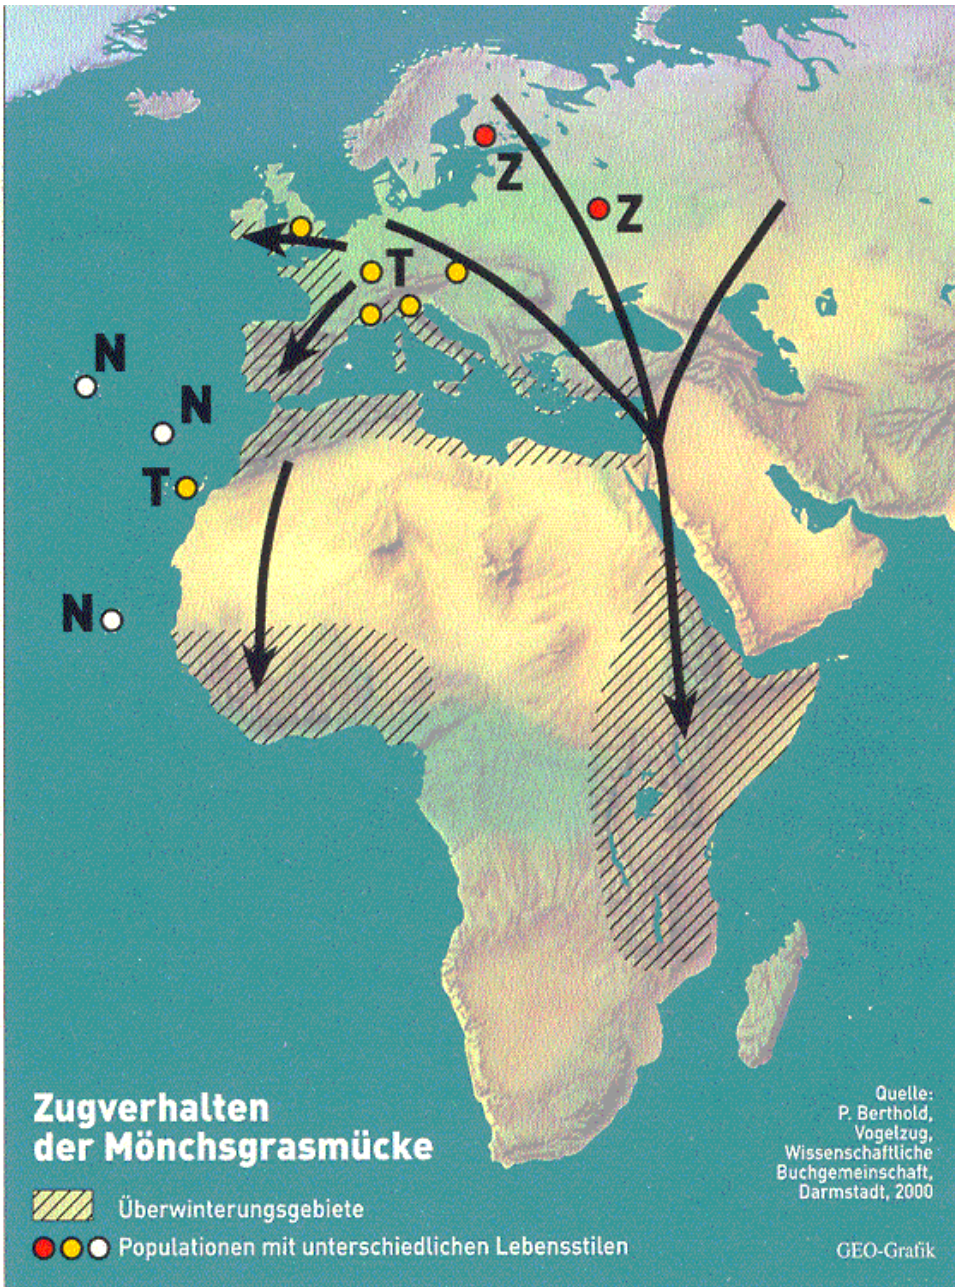 Z
Z
T
N
N
T
N
Zugverhalten
der Mönchsgrasmücke
Überwinterungsgebiete
Populationen mit unterschiedlichen Lebensstilen
Quelle:
P. Berthold,
Vogelzug,
Wissenschaftliche
Buchgemeinschaft,
Darmstadt, 2000
GEO-Grafik